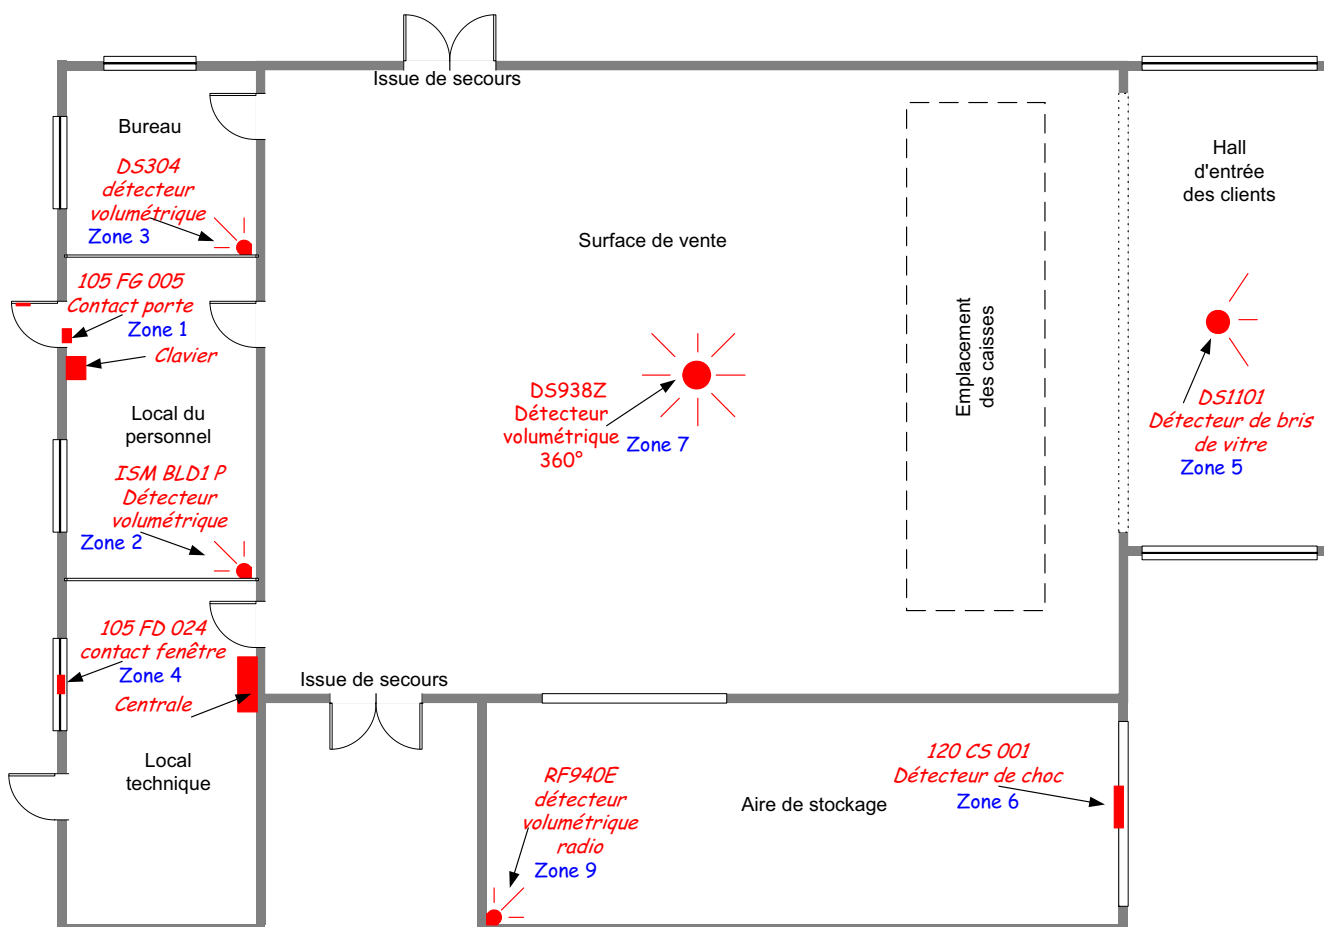 Issue de secours
Bureau
DS304
détecteur
volumétrique
Zone 3
105 FG 005
Contact porte
Zone 1
Clavier
Local du
personnel
ISM BLD1 P
Détecteur
volumétrique
Zone 2
105 FD 024
contact fenêtre
Zone 4
Centrale
Local
technique
Surface de vente
DS938Z
Détecteur
volumétrique
360°
Zone 7
Emplacement
des caisses
Hall
d'entrée
des clients
DS1101
Détecteur de bris
de vitre
Zone 5
Issue de secours
RF940E
détecteur
volumétrique
radio
Zone 9
Aire de stockage
120 CS 001
Détecteur de choc
Zone 6